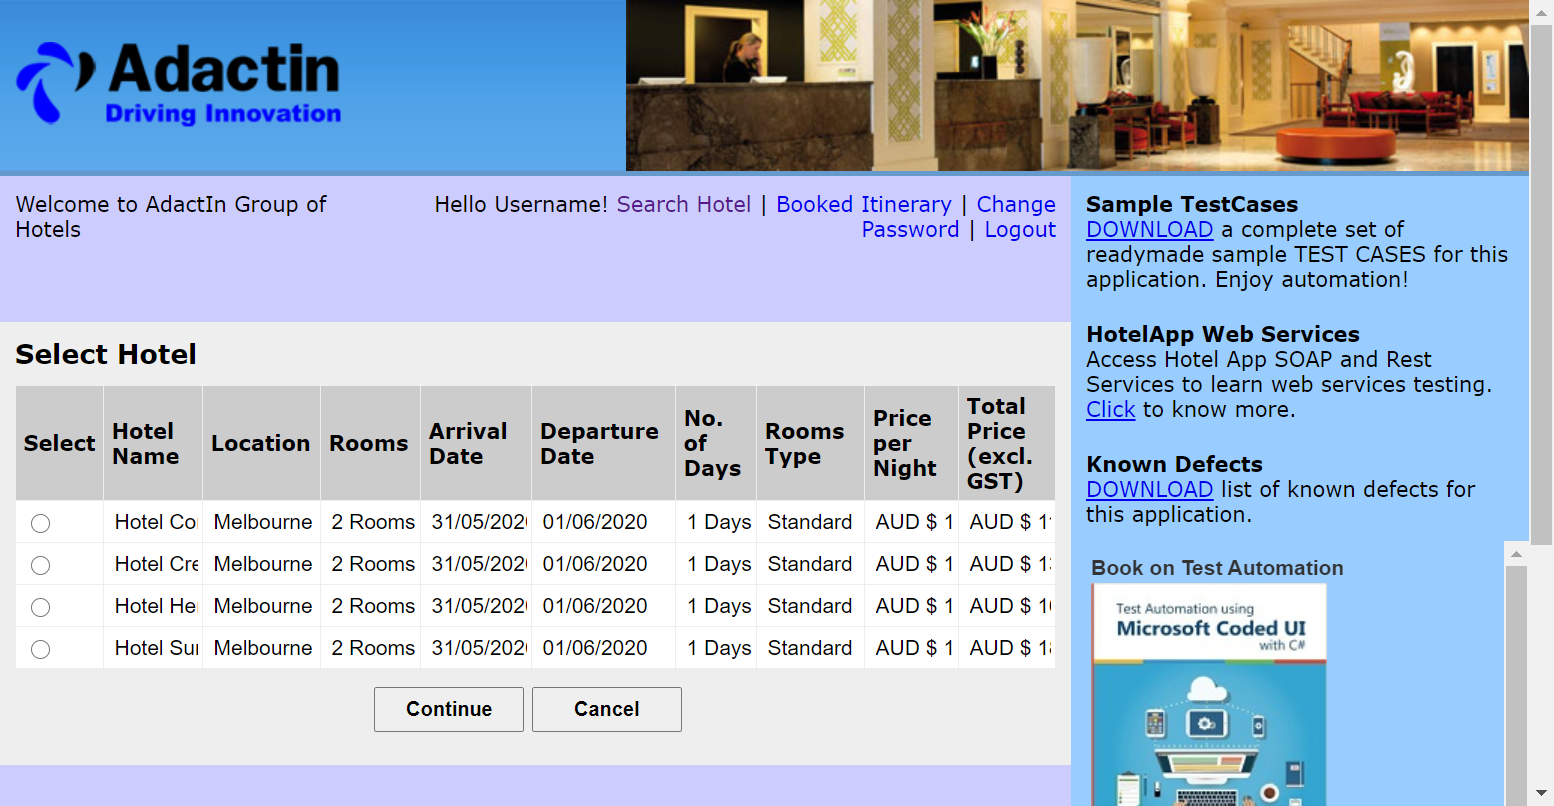 Adactin
Driving Innovation
Welcome to AdactIn Group of
Hotels
Hello Username! Search Hotel | Booked Itinerary | Change
Password | Logout
Select Hotel
Select Hotel Name Location Rooms Arrival Date Departure Date No. of Days Rooms Type Price per Night Total Price (excl. GST)
Hotel Melbourne 2 Rooms 31/05/202 01/06/2020 1 Days Standard AUD $ 1 AUD $ 1
Hotel Cre Melbourne 2 Rooms 31/05/202 01/06/2020 1 Days Standard AUD $ 1 AUD $ 1
Hotel Melbourne 2 Rooms 31/05/202 01/06/2020 1 Days Standard AUD $ 1 AUD $ 1
Hotel Melbourne 2 Rooms 31/05/202 01/06/2020 1 Days Standard AUD $ 1 AUD $ 1
Continue Cancel
Sample TestCases
DOWNLOAD a complete set of
readymade sample TEST CASES for this
application. Enjoy automation!
HotelApp Web Services
Access Hotel App SOAP and Rest
Services to learn web services testing.
Click to know more.
Known Defects
DOWNLOAD list of known defects for
this application.
Book on Test Automation
Test Automation using
Microsoft Coded UI
with C#